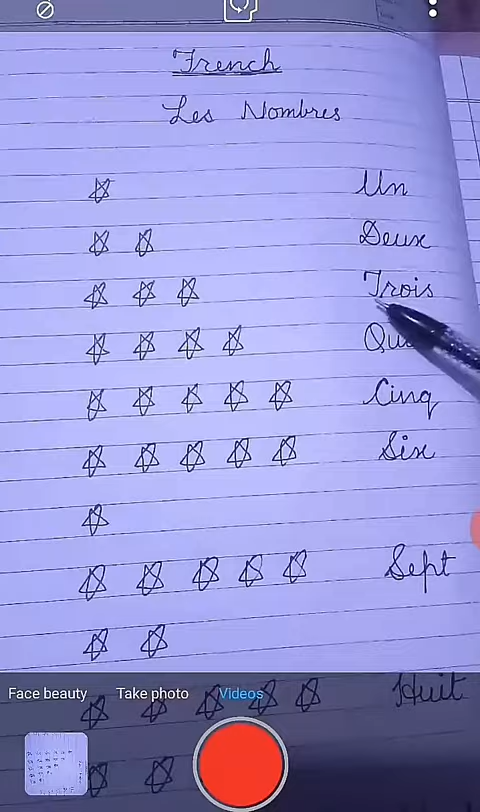 French
Les Nombres
Un
Deux
Trois
Cinq
Six
Sept
Huit
Face beauty Take photo Videos